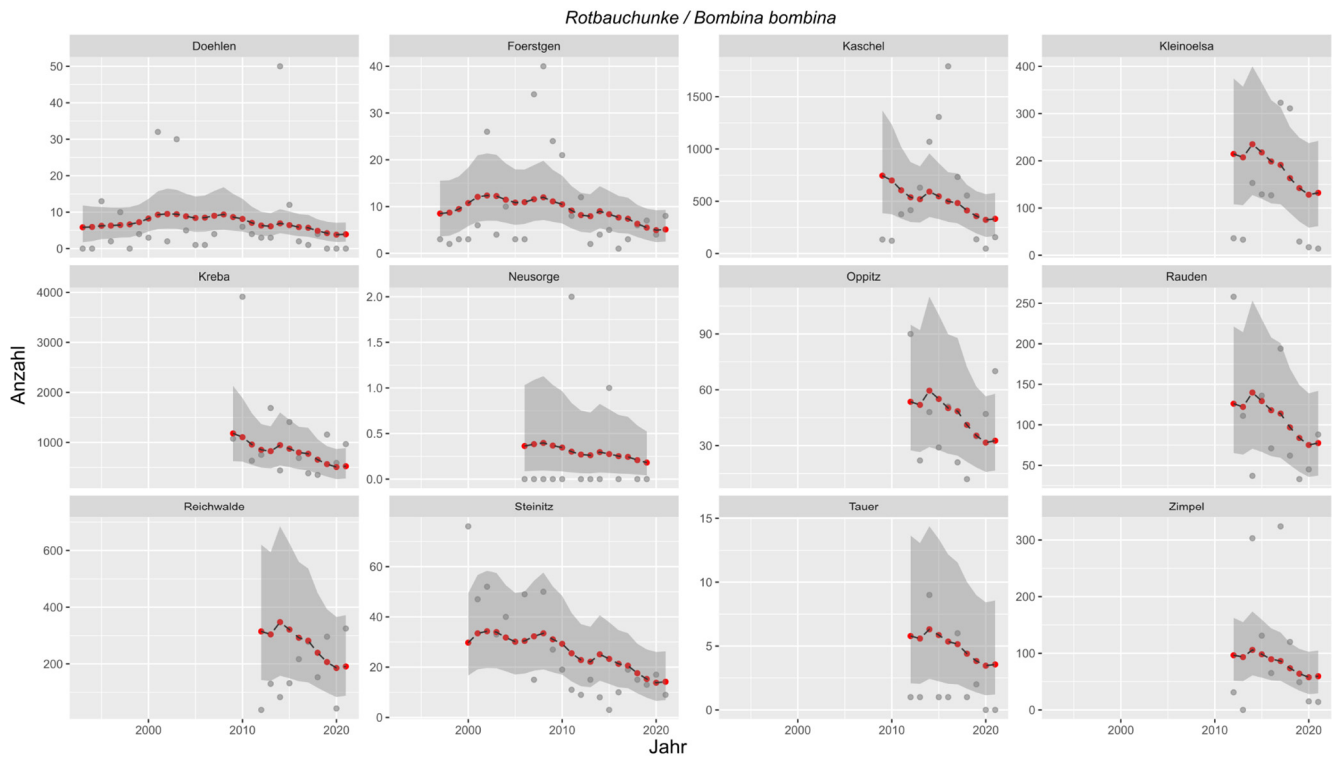 Rotbauchunke / Bombina bombina
Doehlen
Foerstgen
Kaschel
Kleinoelsa
50
40
30
20
10
0
40
30
20
10
0
1500
1000
500
0
400
300
200
100
0
Kreba
Neusorge
Oppitz
Rauden
4000
3000
2000
1000
2.0
1.5
1.0
0.5
0.0
90
60
30
250
200
150
100
50
Anzahl
Reichwalde
Steinitz
Tauer
Zimpel
600
400
200
60
40
20
0
15
10
5
0
300
200
100
0
2000 2010 2020
2000 2010 2020
2000 2010 2020
2000 2010 2020
Jahr